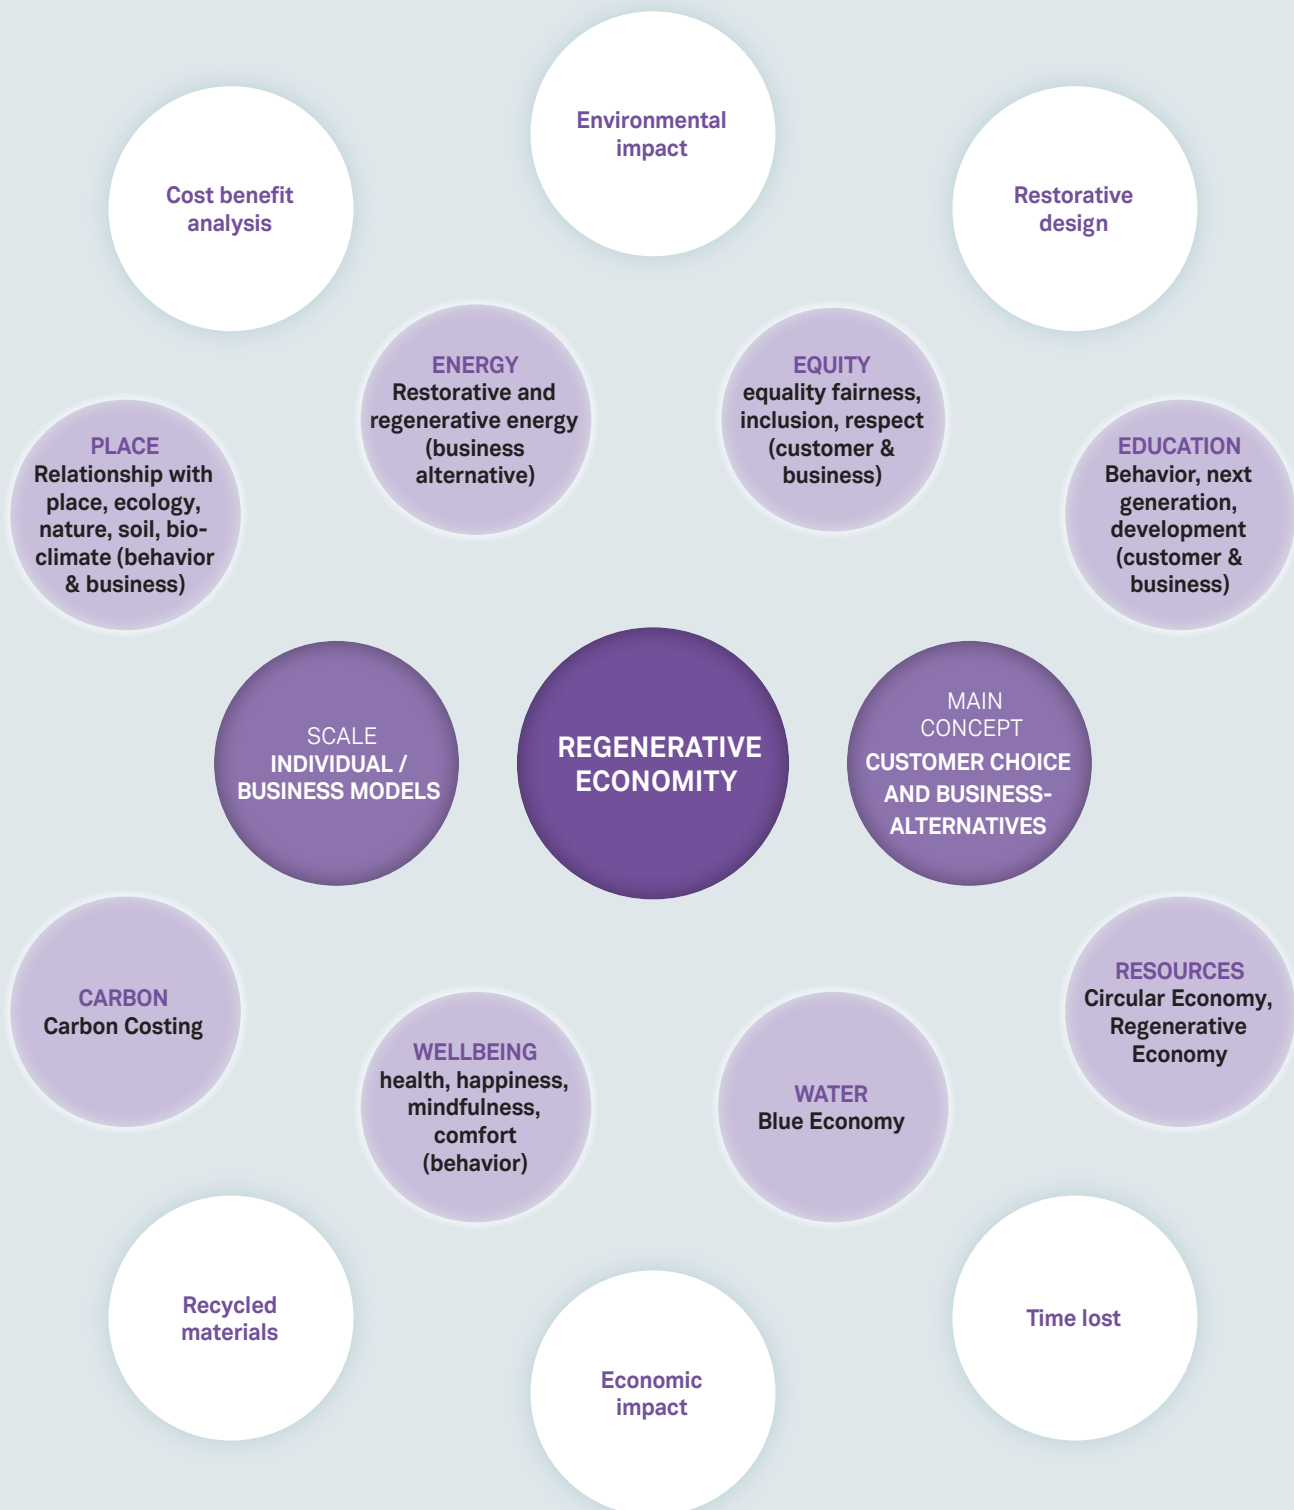 Environmental
impact
Cost benefit
analysis
Restorative
design
ENERGY
Restorative and
regenerative energy
(business
alternative)
EQUITY
equality fairness,
inclusion, respect
(customer &
business)
PLACE
Relationship with
place, ecology,
nature, soil, bio-
climate (behavior
& business)
EDUCATION
Behavior, next
generation,
development
(customer &
business)
SCALE
INDIVIDUAL /
BUSINESS MODELS
REGENERATIVE
ECONOMITY
MAIN
CONCEPT
CUSTOMER CHOICE
AND BUSINESS-
ALTERNATIVES
CARBON
Carbon Costing
WELLBEING
health, happiness,
mindfulness,
comfort
(behavior)
WATER
Blue Economy
RESOURCES
Circular Economy,
Regenerative
Economy
Recycled
materials
Economic
impact
Time lost